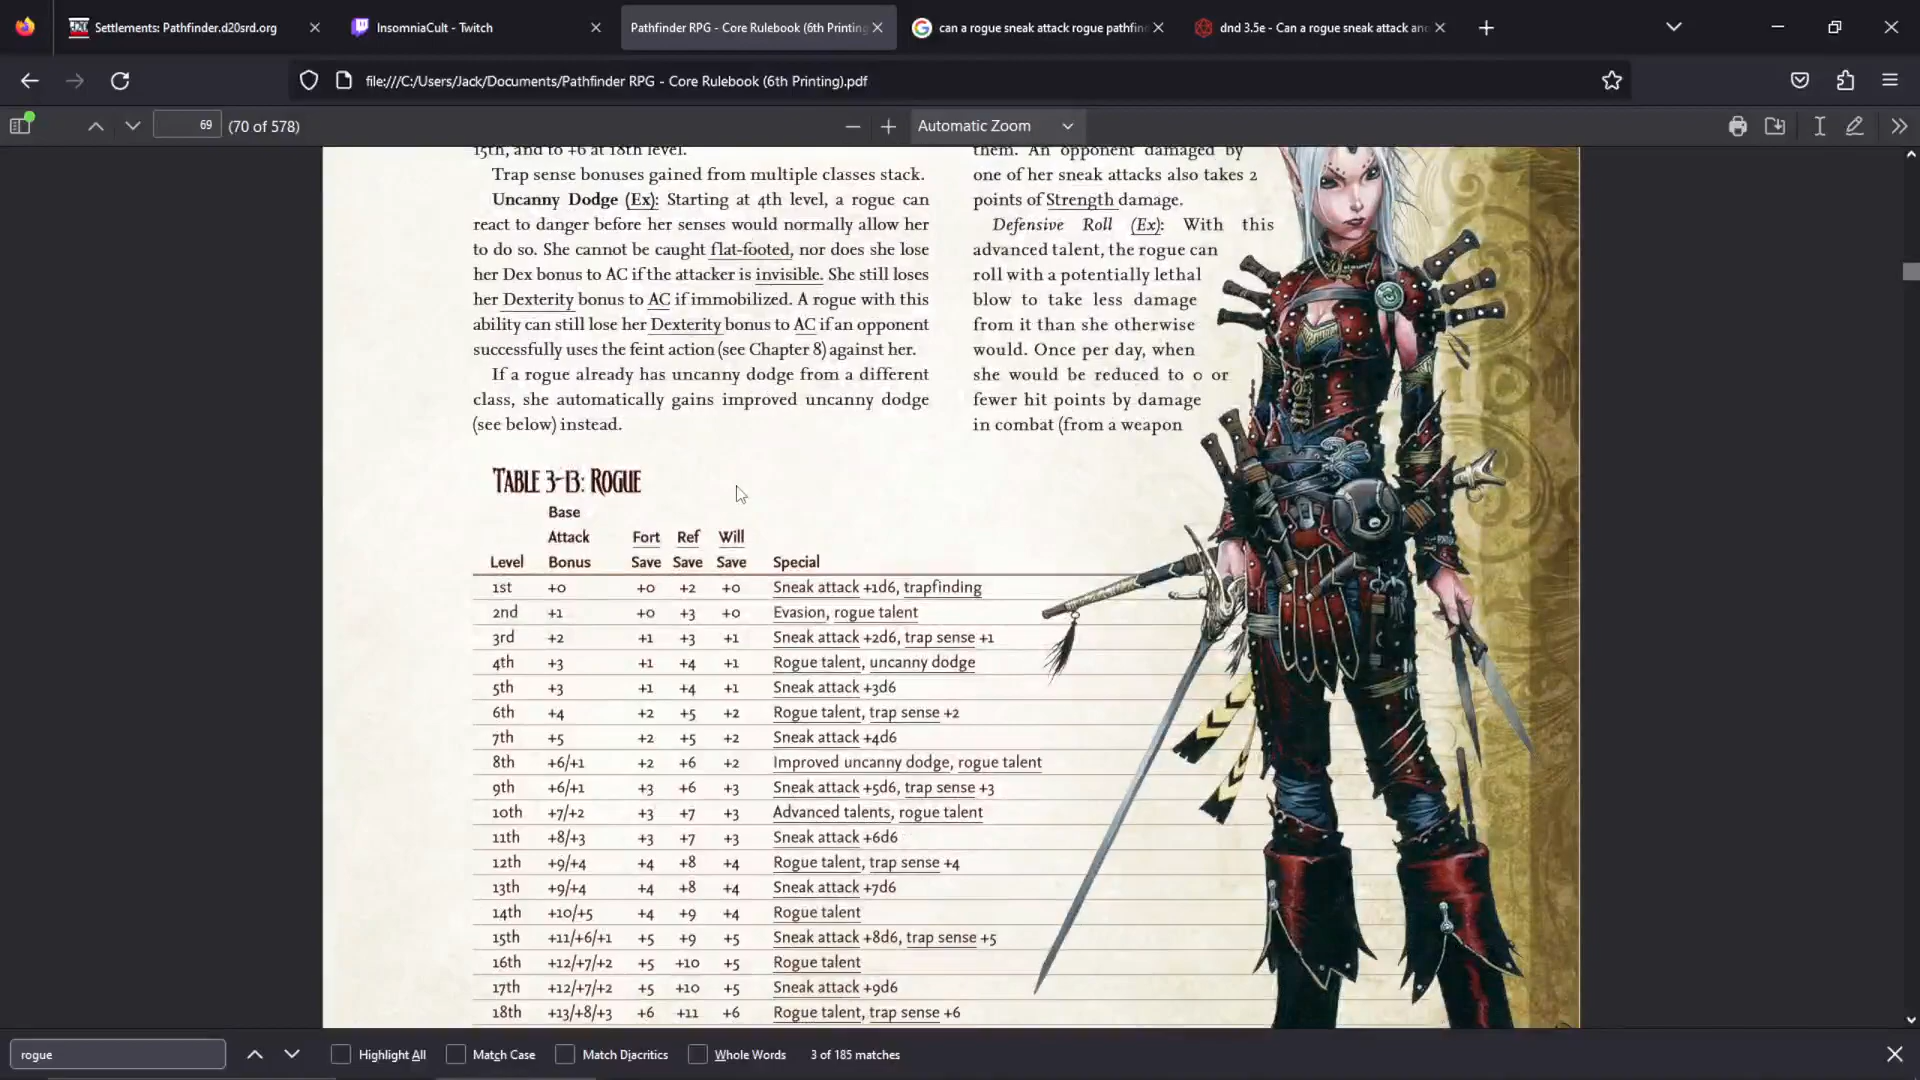 Settlements: Pathfinder.d20srd.org
InsomniaCult - Twitch
Pathfinder RPG - Core Rulebook (6th Printing
can a rogue sneak attack rogue pathfin
dnd 3.5e - Can a rogue sneak attack an
file:///C:/Users/Jack/Documents/Pathfinder RPG - Core Rulebook (6th Printing).pdf
69
(70 of 578)
Automatic Zoom
15th, and to +6 at 18th level.
Trap sense bonuses gained from multiple classes stack.
Uncanny Dodge (Ex): Starting at 4th level, a rogue can
react to danger before her senses would normally allow her
to do so. She cannot be caught flat-footed, nor does she lose
her Dex bonus to AC if the attacker is invisible. She still loses
her Dexterity bonus to AC if immobilized. A rogue with this
ability can still lose her Dexterity bonus to AC if an opponent
successfully uses the feint action (see Chapter 8) against her.
If a rogue already has uncanny dodge from a different
class, she automatically gains improved uncanny dodge
(see below) instead.
them. An opponent damaged by
one of her sneak attacks also takes 2
points of Strength damage.
Defensive Roll (Ex): With this
advanced talent, the rogue can
roll with a potentially lethal
blow to take less damage
from it than she otherwise
would. Once per day, when
she would be reduced to 0 or
fewer hit points by damage
in combat (from a weapon
Table 3-13: Rogue
Base
Attack Fort Ref Will
Level Bonus Save Save Save Special
1st +0 +0 +2 +0 Sneak attack +1d6, trapfinding
2nd +1 +0 +3 +0 Evasion, rogue talent
3rd +2 +1 +3 +1 Sneak attack +2d6, trap sense +1
4th +3 +1 +4 +1 Rogue talent, uncanny dodge
5th +3 +1 +4 +1 Sneak attack +3d6
6th +4 +2 +5 +2 Rogue talent, trap sense +2
7th +5 +2 +5 +2 Sneak attack +4d6
8th +6/+1 +2 +6 +2 Improved uncanny dodge, rogue talent
9th +6/+1 +3 +6 +3 Sneak attack +5d6, trap sense +3
10th +7/+2 +3 +7 +3 Advanced talents, rogue talent
11th +8/+3 +3 +7 +3 Sneak attack +6d6
12th +9/+4 +4 +8 +4 Rogue talent, trap sense +4
13th +9/+4 +4 +8 +4 Sneak attack +7d6
14th +10/+5 +4 +9 +4 Rogue talent
15th +11/+6/+1 +5 +9 +5 Sneak attack +8d6, trap sense +5
16th +12/+7/+2 +5 +10 +5 Rogue talent
17th +12/+7/+2 +5 +10 +5 Sneak attack +9d6
18th +13/+8/+3 +6 +11 +6 Rogue talent, trap sense +6
rogue
Highlight All
Match Case
Match Diacritics
Whole Words
3 of 185 matches